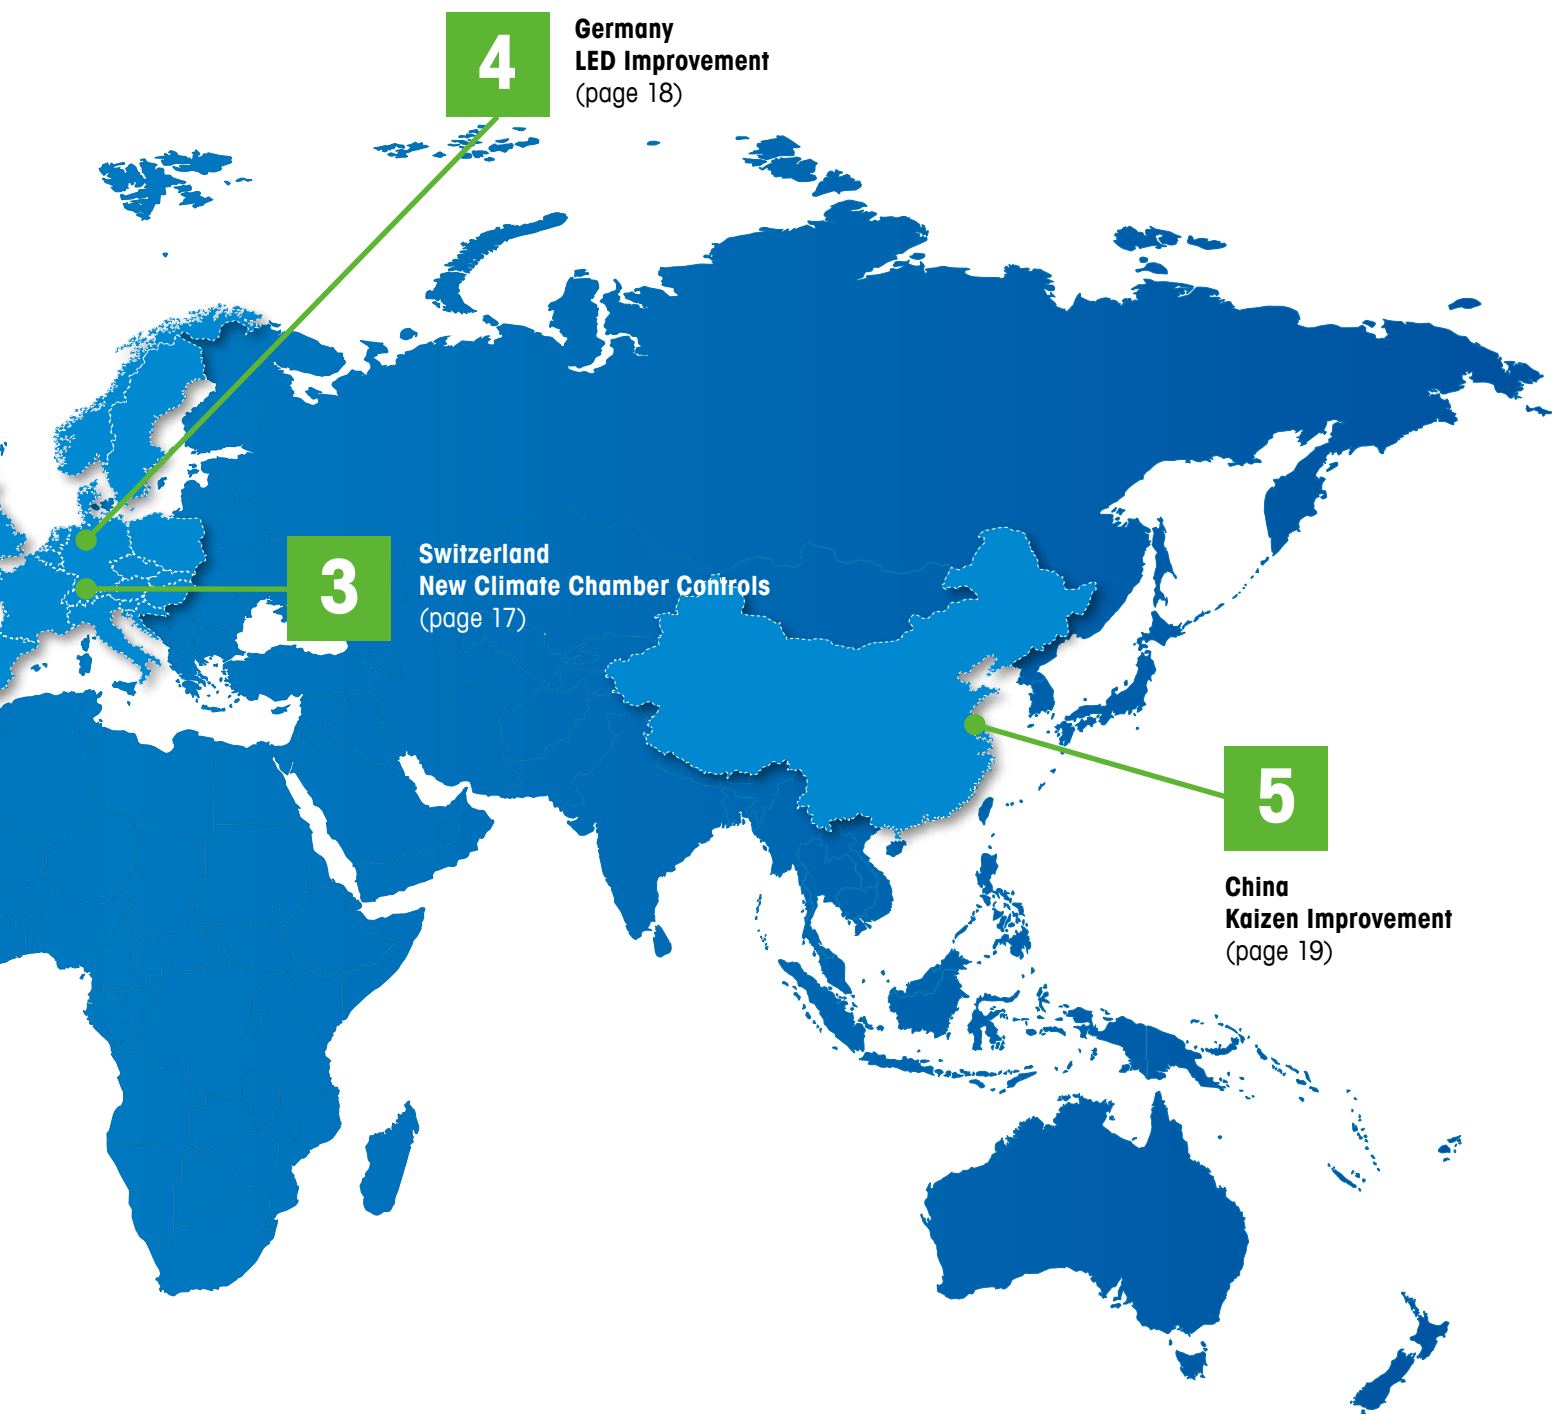 4
Germany
LED Improvement
(page 18)
3
Switzerland
New Climate Chamber Controls
(page 17)
5
China
Kaizen Improvement
(page 19)